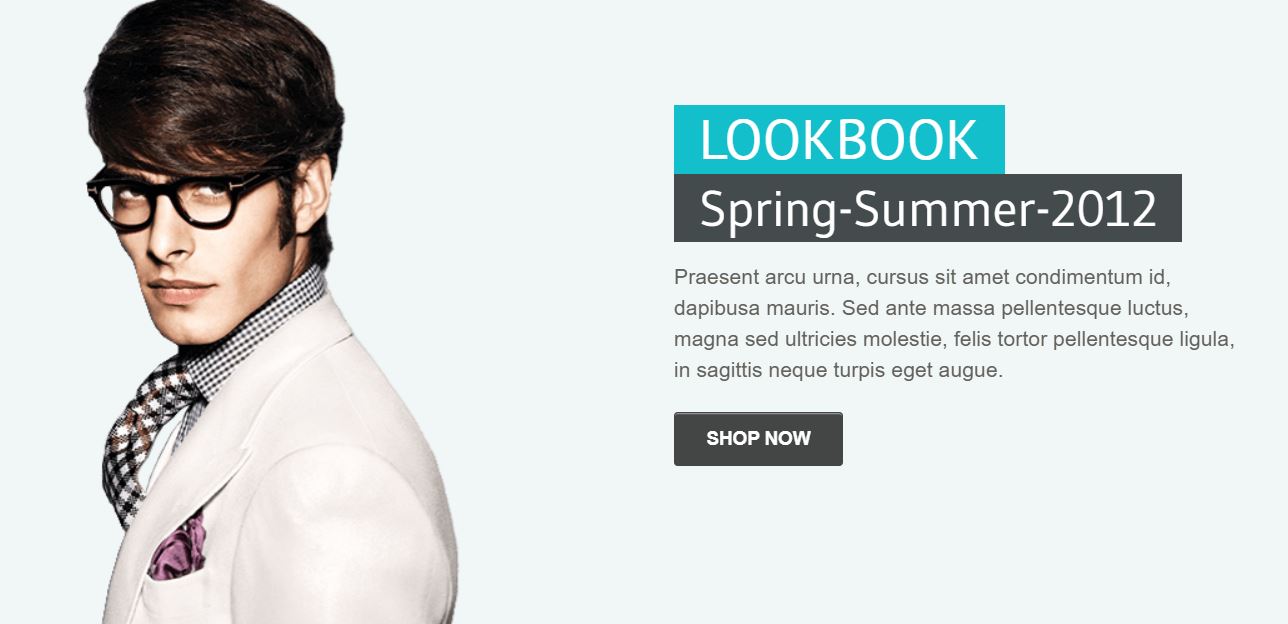 LOOKBOOK
Spring-Summer-2012
Praesent arcu urna, cursus sit amet condimentum id,
dapibusa mauris. Sed ante massa pellentesque luctus,
magna sed ultricies molestie, felis tortor pellentesque ligula,
in sagittis neque turpis eget augue.
SHOP NOW